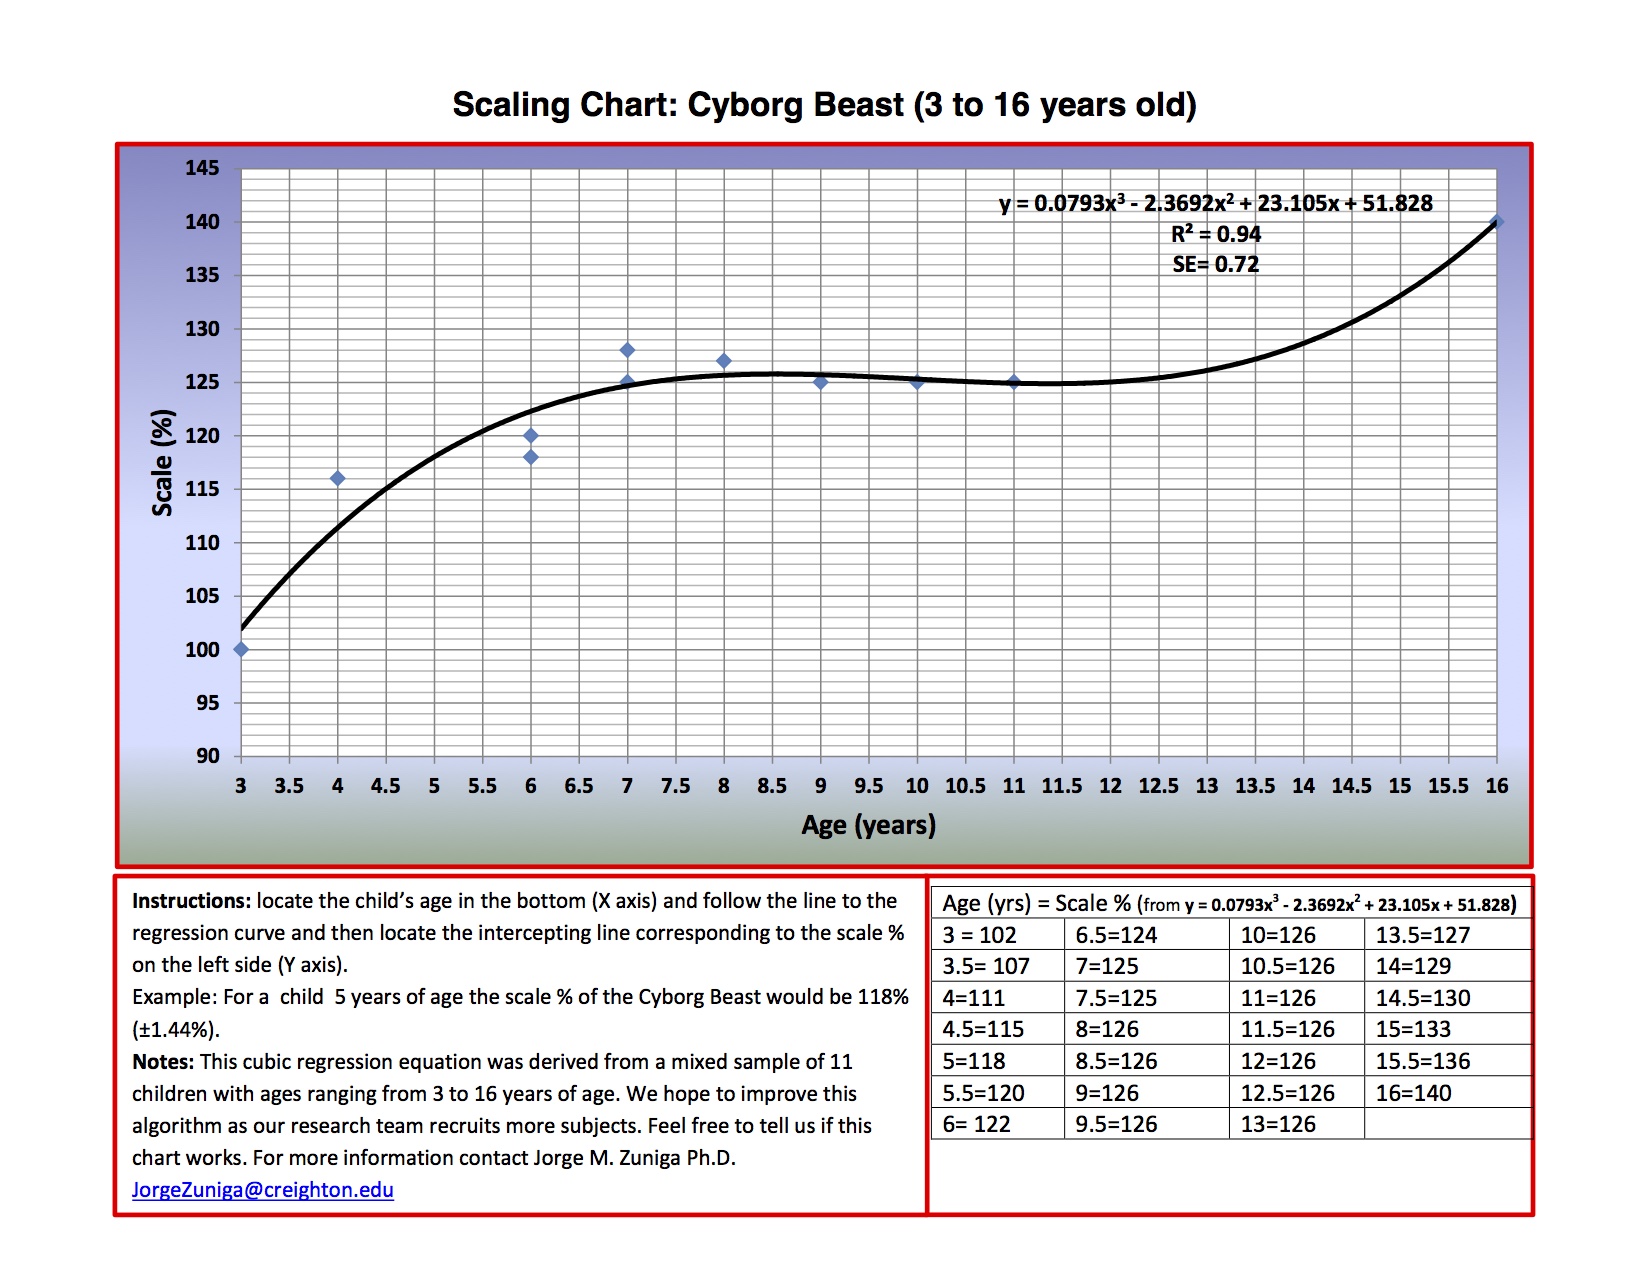 Scaling Chart: Cyborg Beast (3 to 16 years old)
145
y = 0.0793x³ - 2.3692x² + 23.105x + 51.828
140
R² = 0.94
SE= 0.72
135
130
125
120
Scale (%)
115
110
105
100
95
90
3 3.5 4 4.5 5 5.5 6 6.5 7 7.5 8 8.5 9 9.5 10 10.5 11 11.5 12 12.5 13 13.5 14 14.5 15 15.5 16
Age (years)
Instructions: locate the child’s age in the bottom (X axis) and follow the line to the
regression curve and then locate the intercepting line corresponding to the scale %
on the left side (Y axis).
Example: For a  child  5 years of age the scale % of the Cyborg Beast would be 118%
(±1.44%).
Notes: This cubic regression equation was derived from a mixed sample of 11
children with ages ranging from 3 to 16 years of age. We hope to improve this
algorithm as our research team recruits more subjects. Feel free to tell us if this
chart works. For more information contact Jorge M. Zuniga Ph.D.
JorgeZuniga@creighton.edu
Age (yrs) = Scale % (from y = 0.0793x³ - 2.3692x² + 23.105x + 51.828)
3 = 102 6.5=124 10=126 13.5=127
3.5= 107 7=125 10.5=126 14=129
4=111 7.5=125 11=126 14.5=130
4.5=115 8=126 11.5=126 15=133
5=118 8.5=126 12=126 15.5=136
5.5=120 9=126 12.5=126 16=140
6= 122 9.5=126 13=126